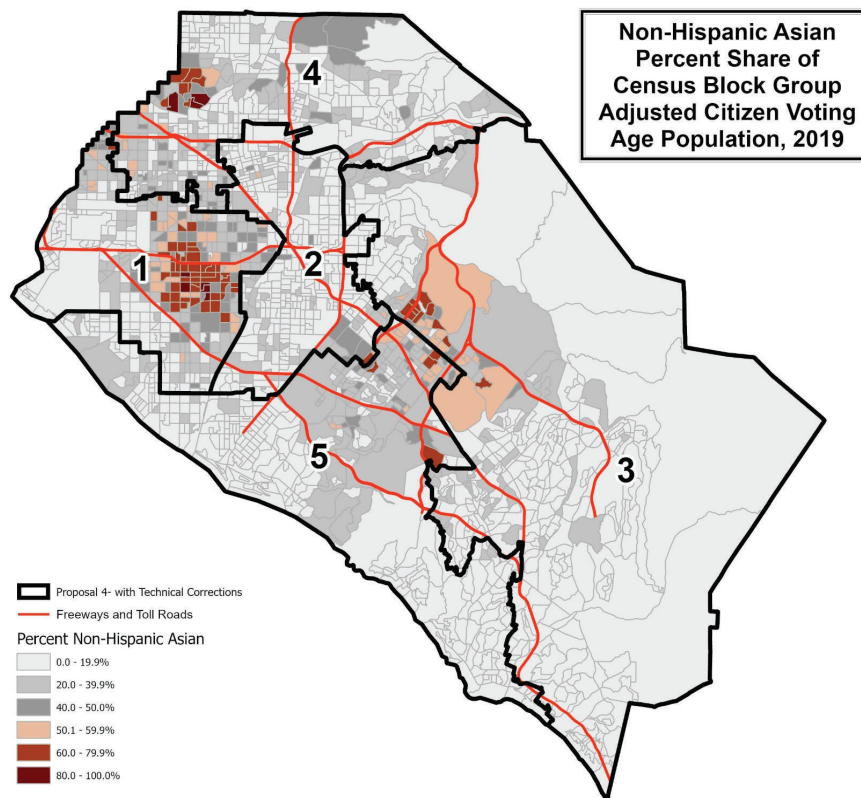 Non-Hispanic Asian
Percent Share of
Census Block Group
Adjusted Citizen Voting
Age Population, 2019
4
1
2
3
5
Proposal 4- with Technical Corrections
Freeways and Toll Roads
Percent Non-Hispanic Asian
0.0 - 19.9%
20.0 - 39.9%
40.0 - 50.0%
50.1 - 59.9%
60.0 - 79.9%
80.0 - 100.0%